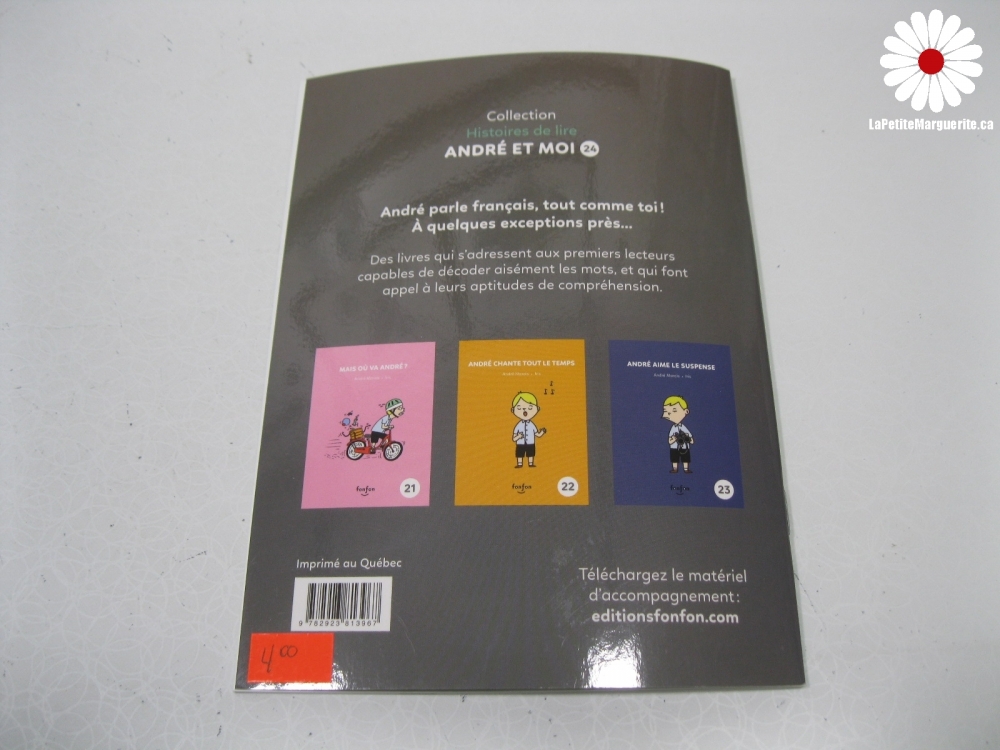 LaPetiteMarguerite.ca
Collection
Histoires de lire
ANDRÉ ET MOI 24
André parle français, tout comme toi !
À quelques exceptions près...
Des livres qui s'adressent aux premiers lecteurs
capables de décoder aisément les mots, et qui font
appel à leurs aptitudes de compréhension.
MAIS OÙ VA ANDRÉ ?
fonfon
21
ANDRÉ CHANTE TOUT LE TEMPS
fonfon
22
ANDRÉ AIME LE SUSPENSE
fonfon
23
Imprimé au Québec
9 782923 813967
4.00
Téléchargez le matériel
d'accompagnement :
editionsfonfon.com